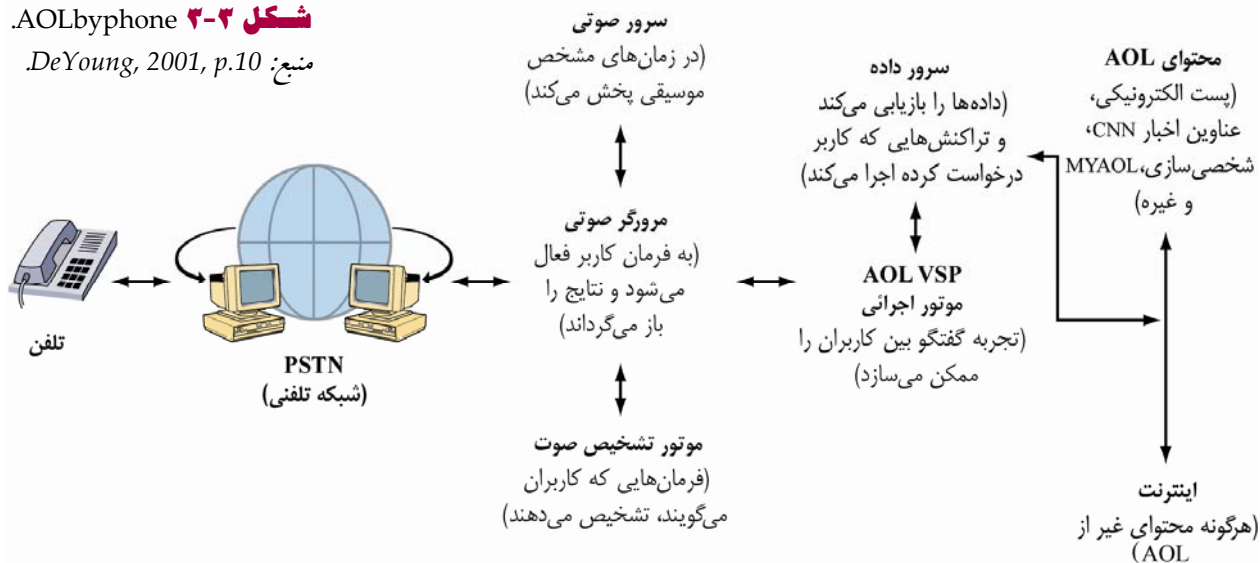 شکل ۳-۳ AOLbyphone.
منبع: DeYoung, 2001, p.10.
سرور صوتی
(در زمان‌های مشخص
موسیقی پخش می‌کند)
سرور داده
(داده‌ها را بازیابی می‌کند
و تراکنش‌هایی که کاربر
درخواست کرده اجرا می‌کند)
محتوای AOL
(پست الکترونیکی،
عناوین اخبار CNN،
شخصی‌سازی،MYAOL
و غیره)
تلفن
PSTN
(شبکه تلفنی)
مرورگر صوتی
(به فرمان کاربر فعال
می‌شود و نتایج را
باز می‌گرداند)
AOL VSP
موتور اجرائی
(تجربه گفتگو بین کاربران را
ممکن می‌سازد)
موتور تشخیص صوت
(فرمان‌هایی که کاربران
می‌گویند، تشخیص می‌دهند)
اینترنت
(هرگونه محتوای غیر از
AOL)